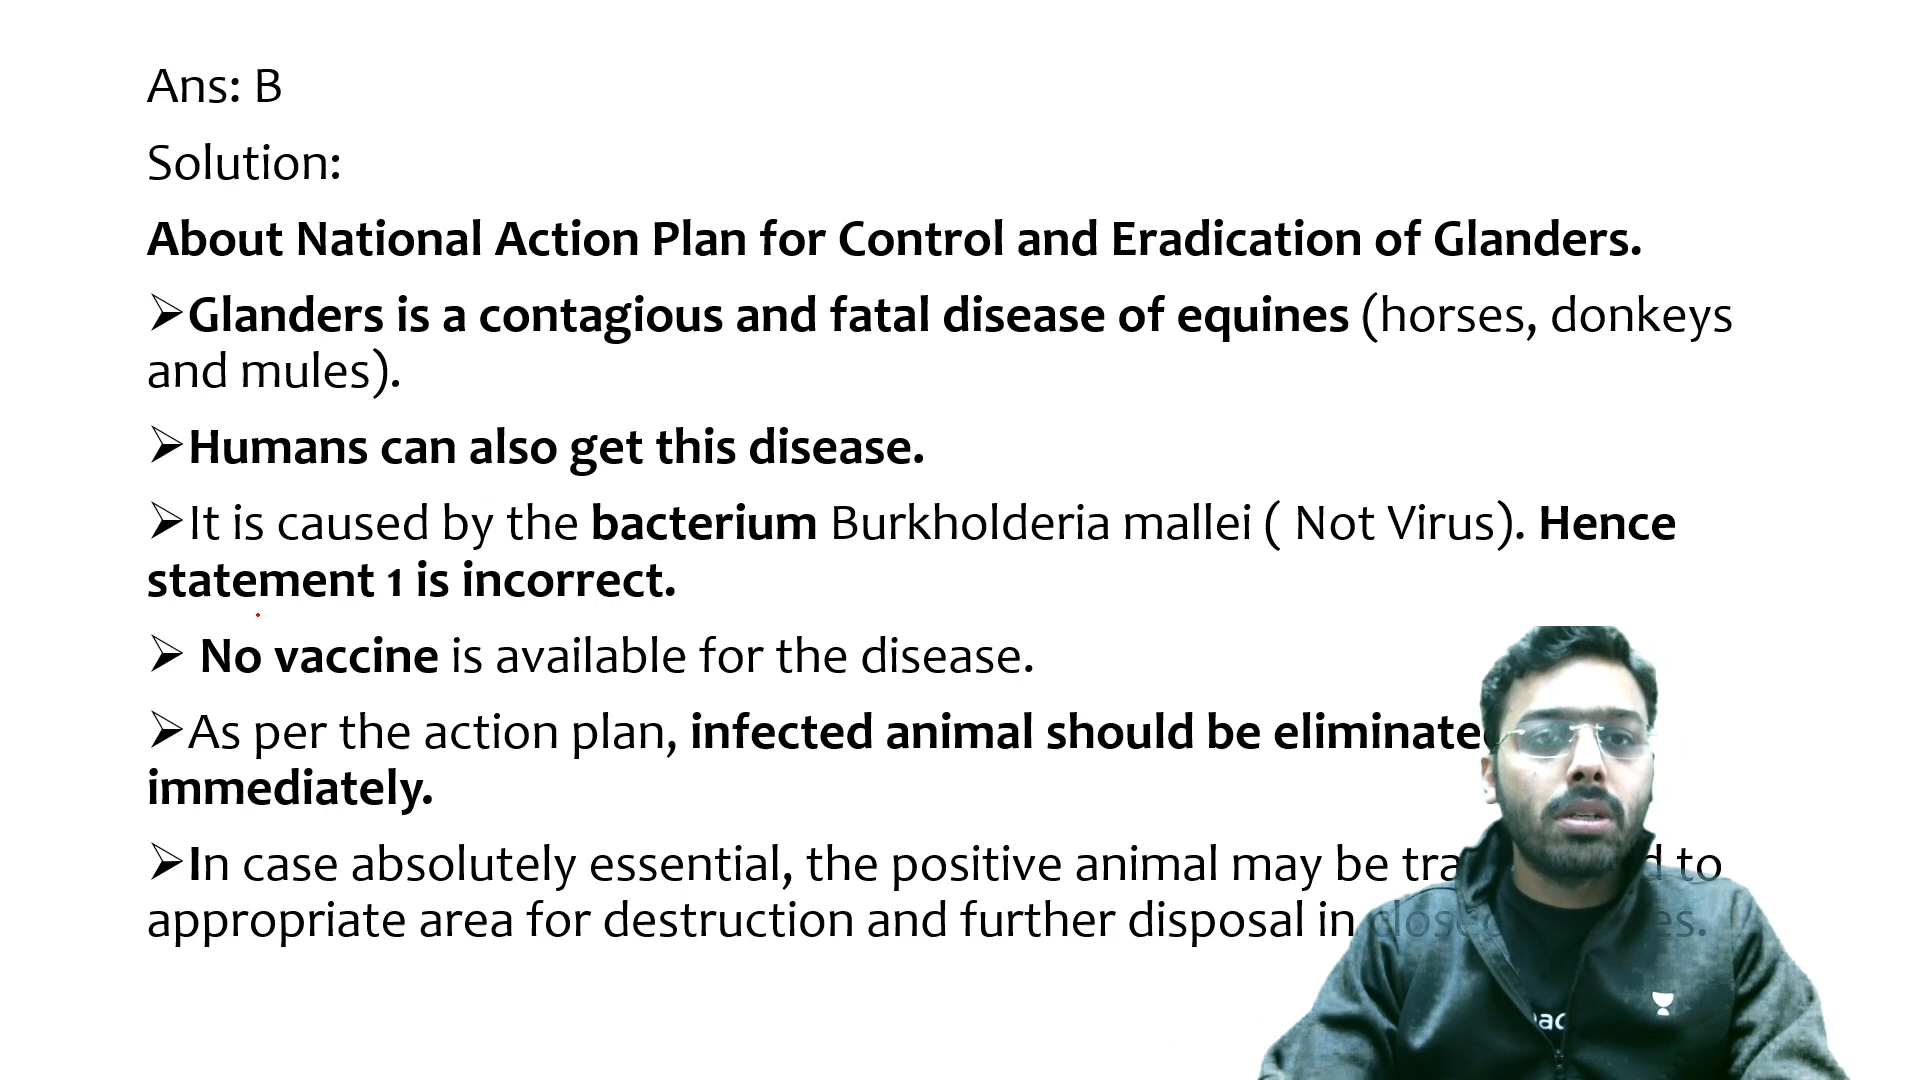 Ans: B
Solution:
About National Action Plan for Control and Eradication of Glanders.
➢Glanders is a contagious and fatal disease of equines (horses, donkeys
and mules).
➢Humans can also get this disease.
➢It is caused by the bacterium Burkholderia mallei ( Not Virus). Hence
statement 1 is incorrect.
➢ No vaccine is available for the disease.
➢As per the action plan, infected animal should be eliminated
immediately.
➢In case absolutely essential, the positive animal may be to
appropriate area for destruction and further disposal in closed